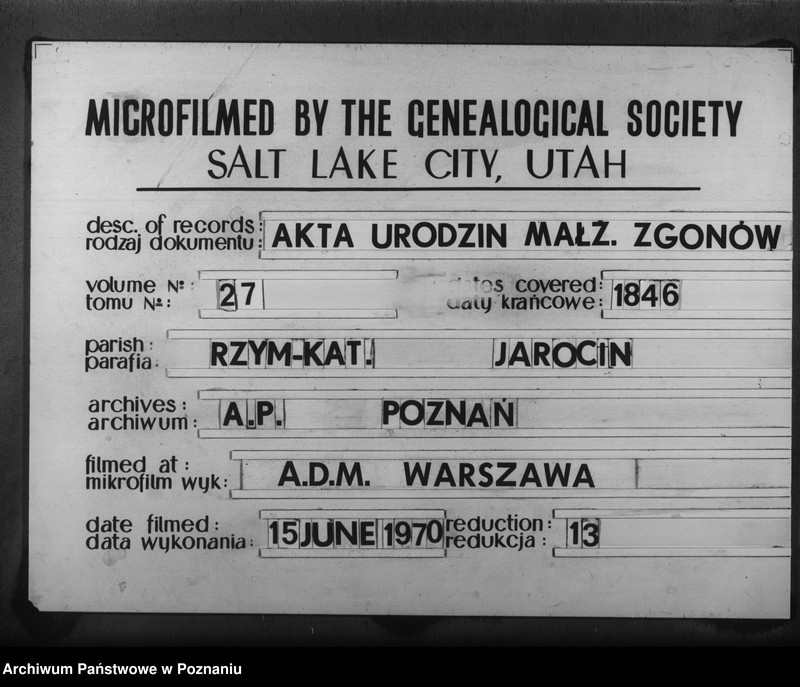 MICROFILMED BY THE GENEALOGICAL SOCIETY
SALT LAKE CITY, UTAH
desc. of records: AKTA URODZIN MAŁŻ. ZGONÓW
rodzaj dokumentu:
volume №: 27 dates covered: 1846
tomu №: daty krańcowe:
parish: RZYM-KAT. JAROCIN
parafia:
archives: A.P. POZNAŃ
archiwum:
filmed at: A.D.M. WARSZAWA
mikrofilm wyk:
date filmed: 15 JUNE 1970 reduction: 13
data wykonania: redukcja:
Archiwum Państwowe w Poznaniu